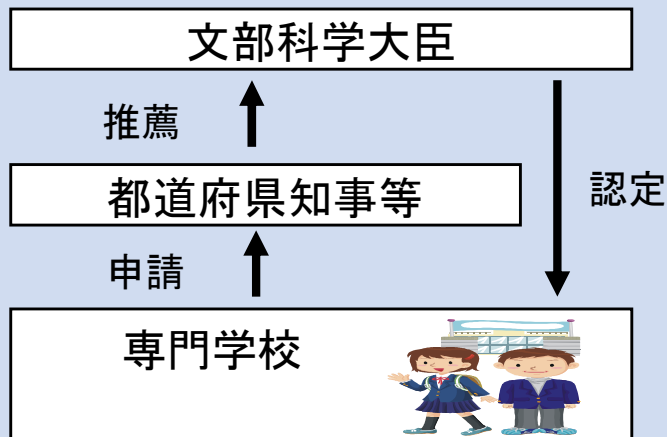 文部科学大臣
推薦
都道府県知事等
認定
申請
専門学校